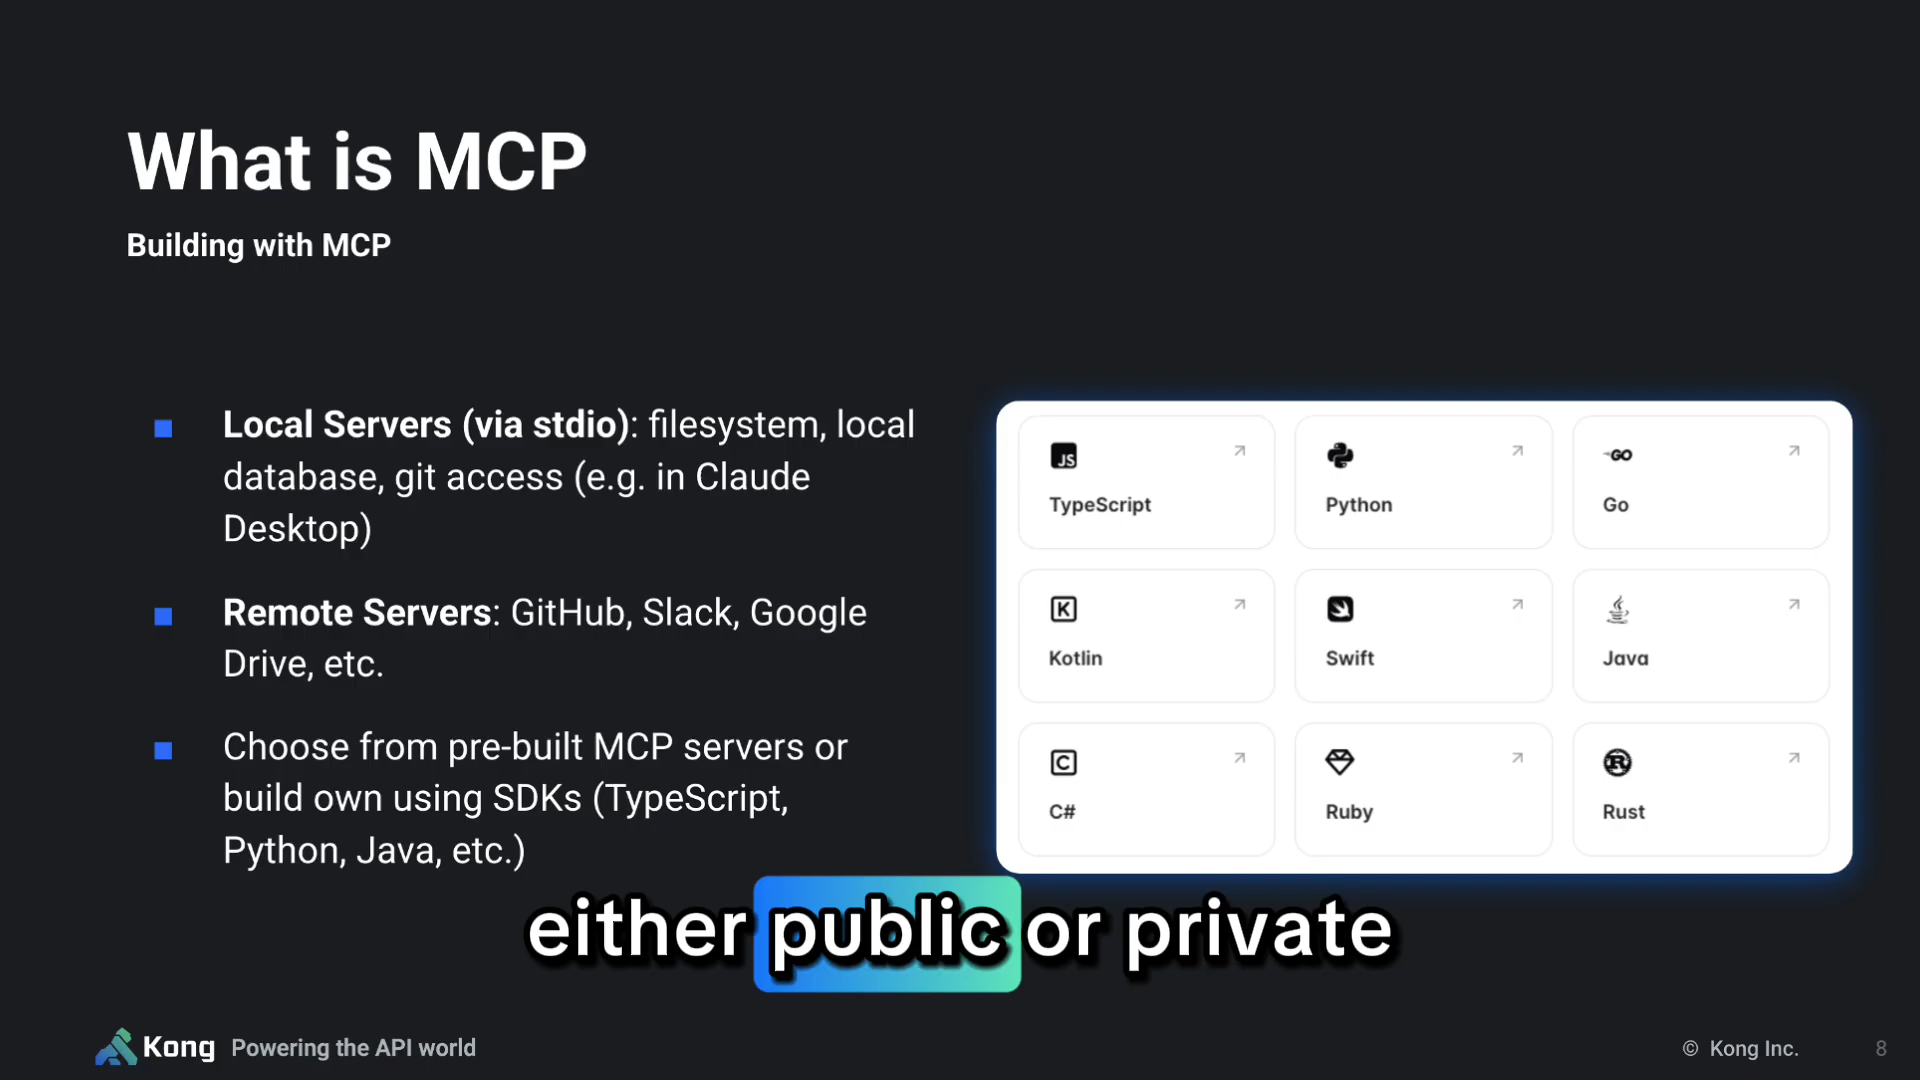 What is MCP
Building with MCP
Local Servers (via stdio): filesystem, local
database, git access (e.g. in Claude
Desktop)
Remote Servers: GitHub, Slack, Google
Drive, etc.
Choose from pre-built MCP servers or
build own using SDKs (TypeScript,
Python, Java, etc.)
JS
TypeScript
Python
GO
Go
K
Kotlin
Swift
Java
C
C#
Ruby
R
Rust
either public or private
Kong Powering the API world
© Kong Inc.
8